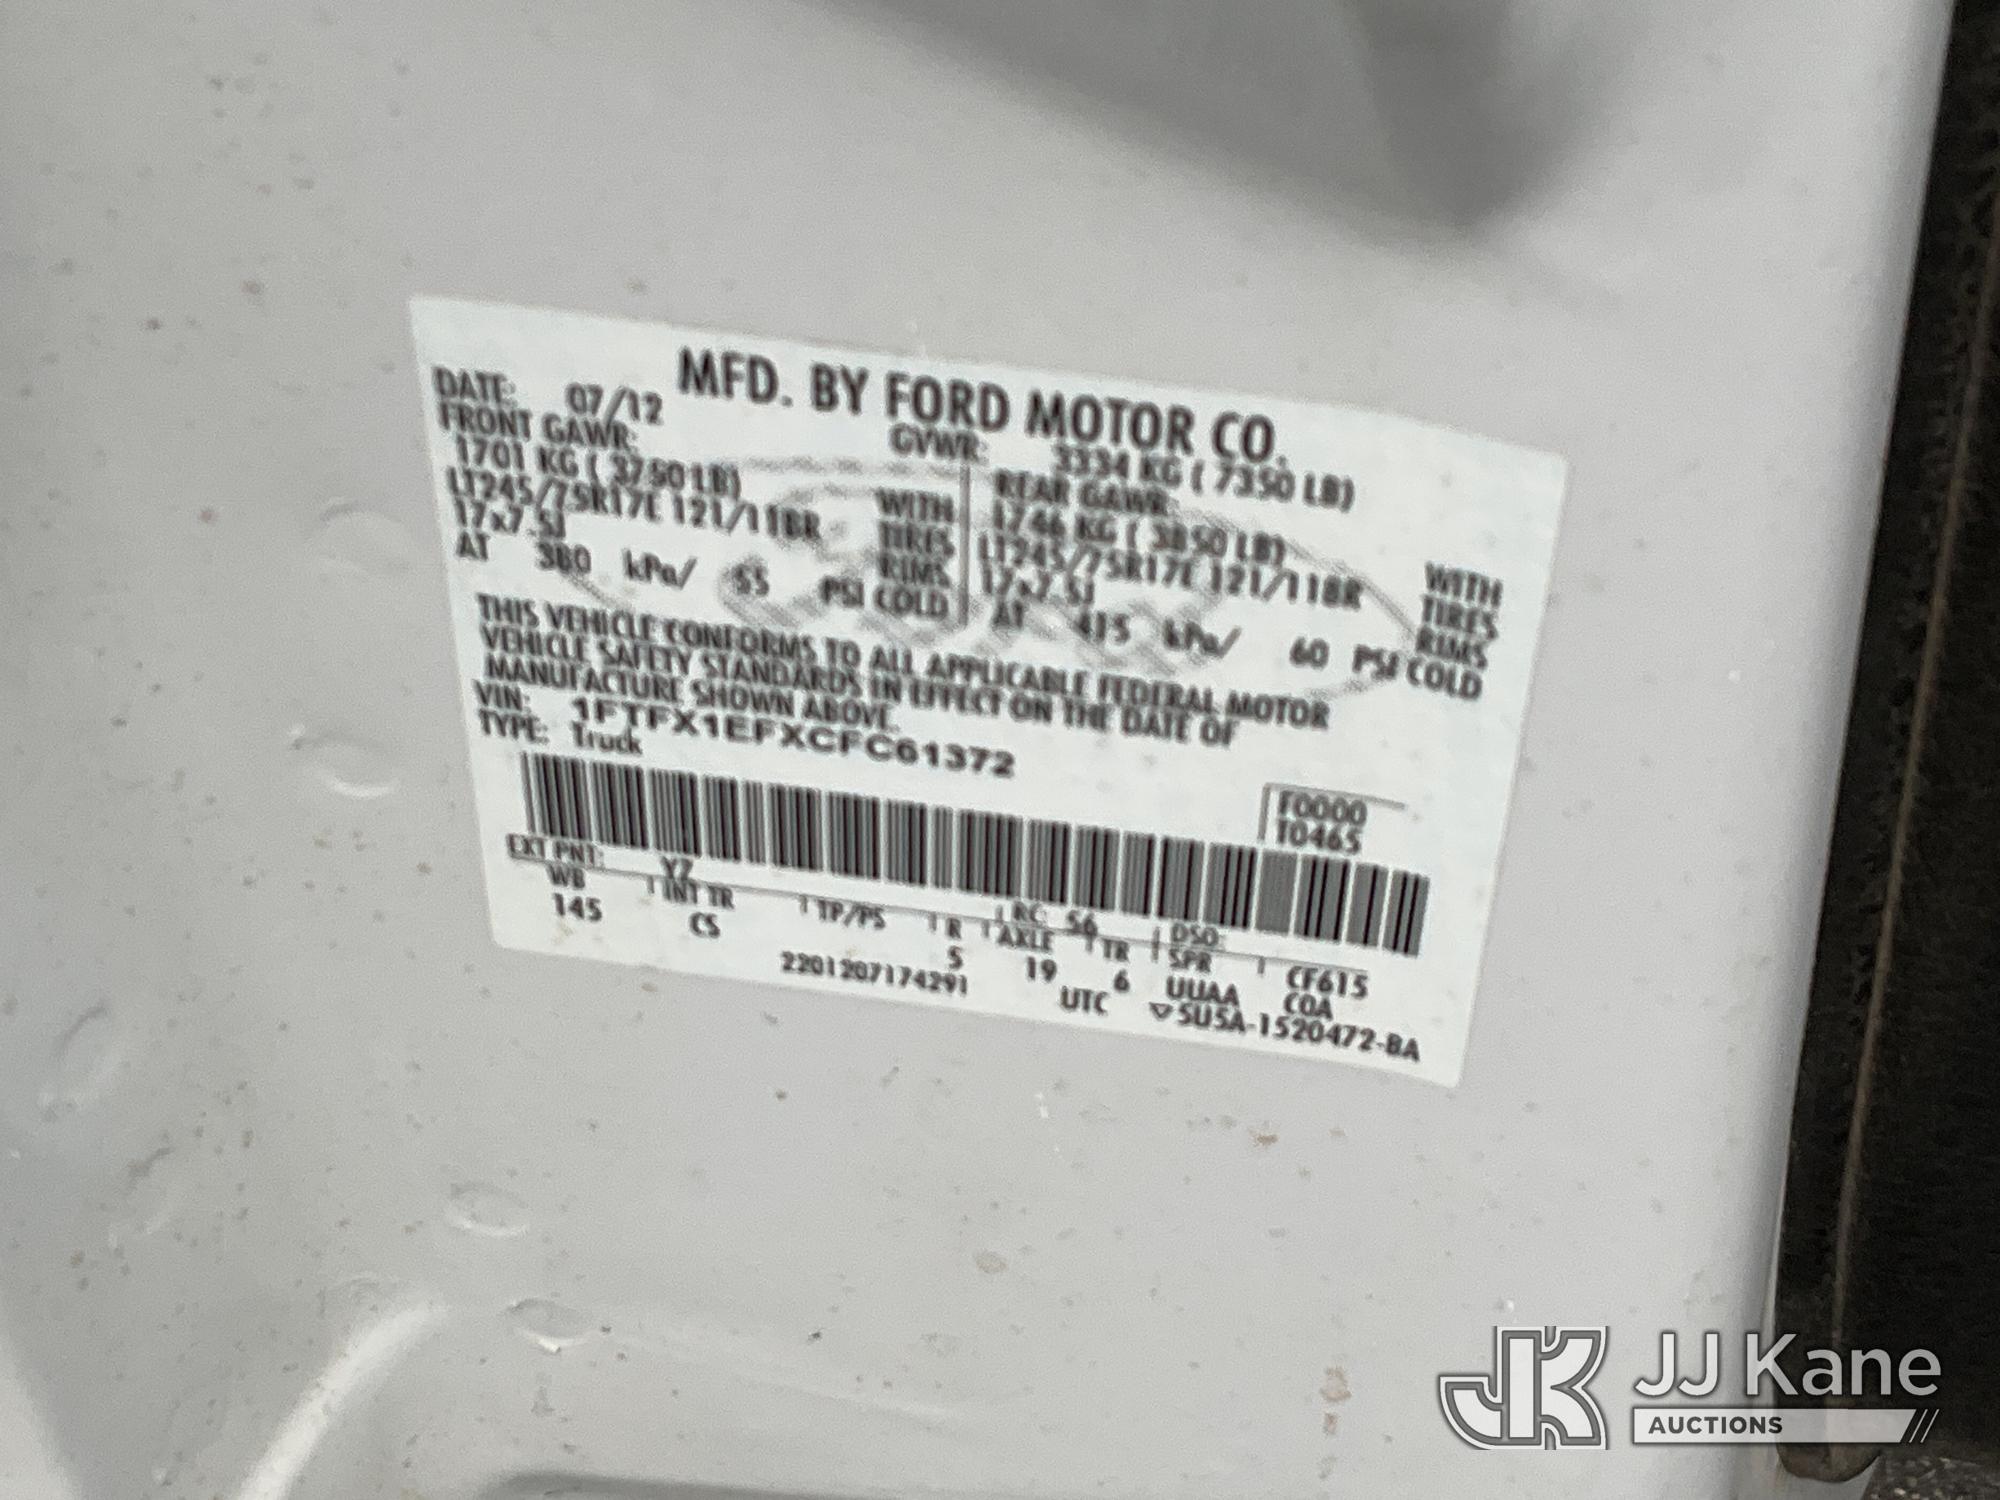 MFD. BY FORD MOTOR CO.
DATE: 07/12 GVWR: 3334 KG ( 7350 LB)
FRONT GAWR: REAR GAWR:
1701 KG ( 3750 LB) WITH 1746 KG ( 3850 LB) WITH
LT245/75R17E 121/118R TIRES LT245/75R17E 121/118R TIRES
17x7.5J RIMS 17x7.5J RIMS
AT 380 kPa/ 55 PSI COLD AT 415 kPa/ 60 PSI COLD
THIS VEHICLE CONFORMS TO ALL APPLICABLE FEDERAL MOTOR
VEHICLE SAFETY STANDARDS IN EFFECT ON THE DATE OF
MANUFACTURE SHOWN ABOVE.
VIN: 1FTFX1EFXCFC61372
TYPE: Truck
F0000
T0465
EXT PNT: YZ RC: 56 DSO:
WB INT TR TP/PS R AXLE TR SPR CF615
145 CS 5 19 6 UUAA COA
2201207174291 UTC ▽5U5A-1520472-BA
JK JJ Kane
AUCTIONS